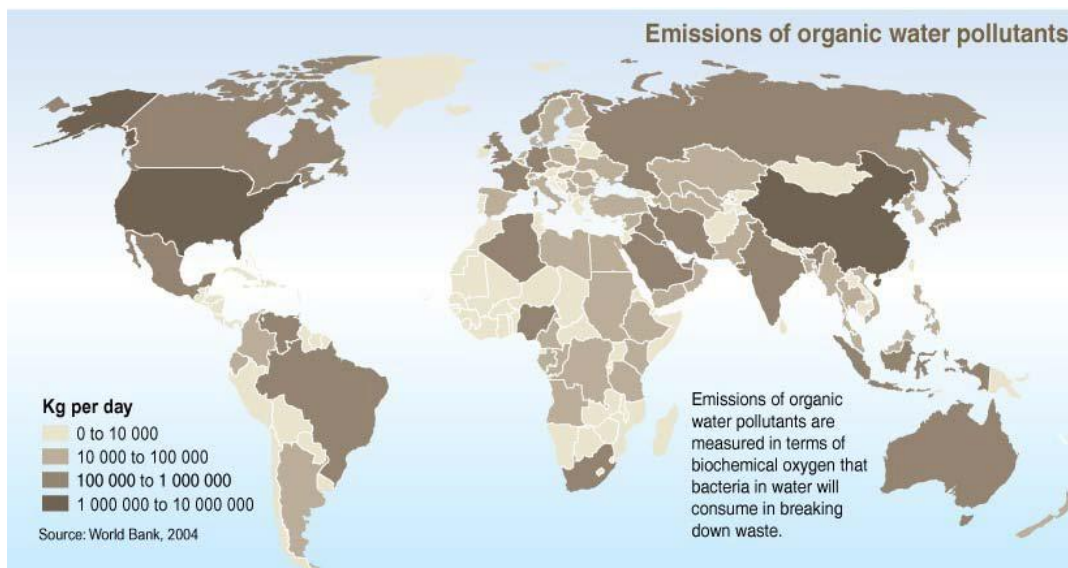 Emissions of organic water pollutants
Kg per day
0 to 10 000
10 000 to 100 000
100 000 to 1 000 000
1 000 000 to 10 000 000
Source: World Bank, 2004
Emissions of organic
water pollutants are
measured in terms of
biochemical oxygen that
bacteria in water will
consume in breaking
down waste.